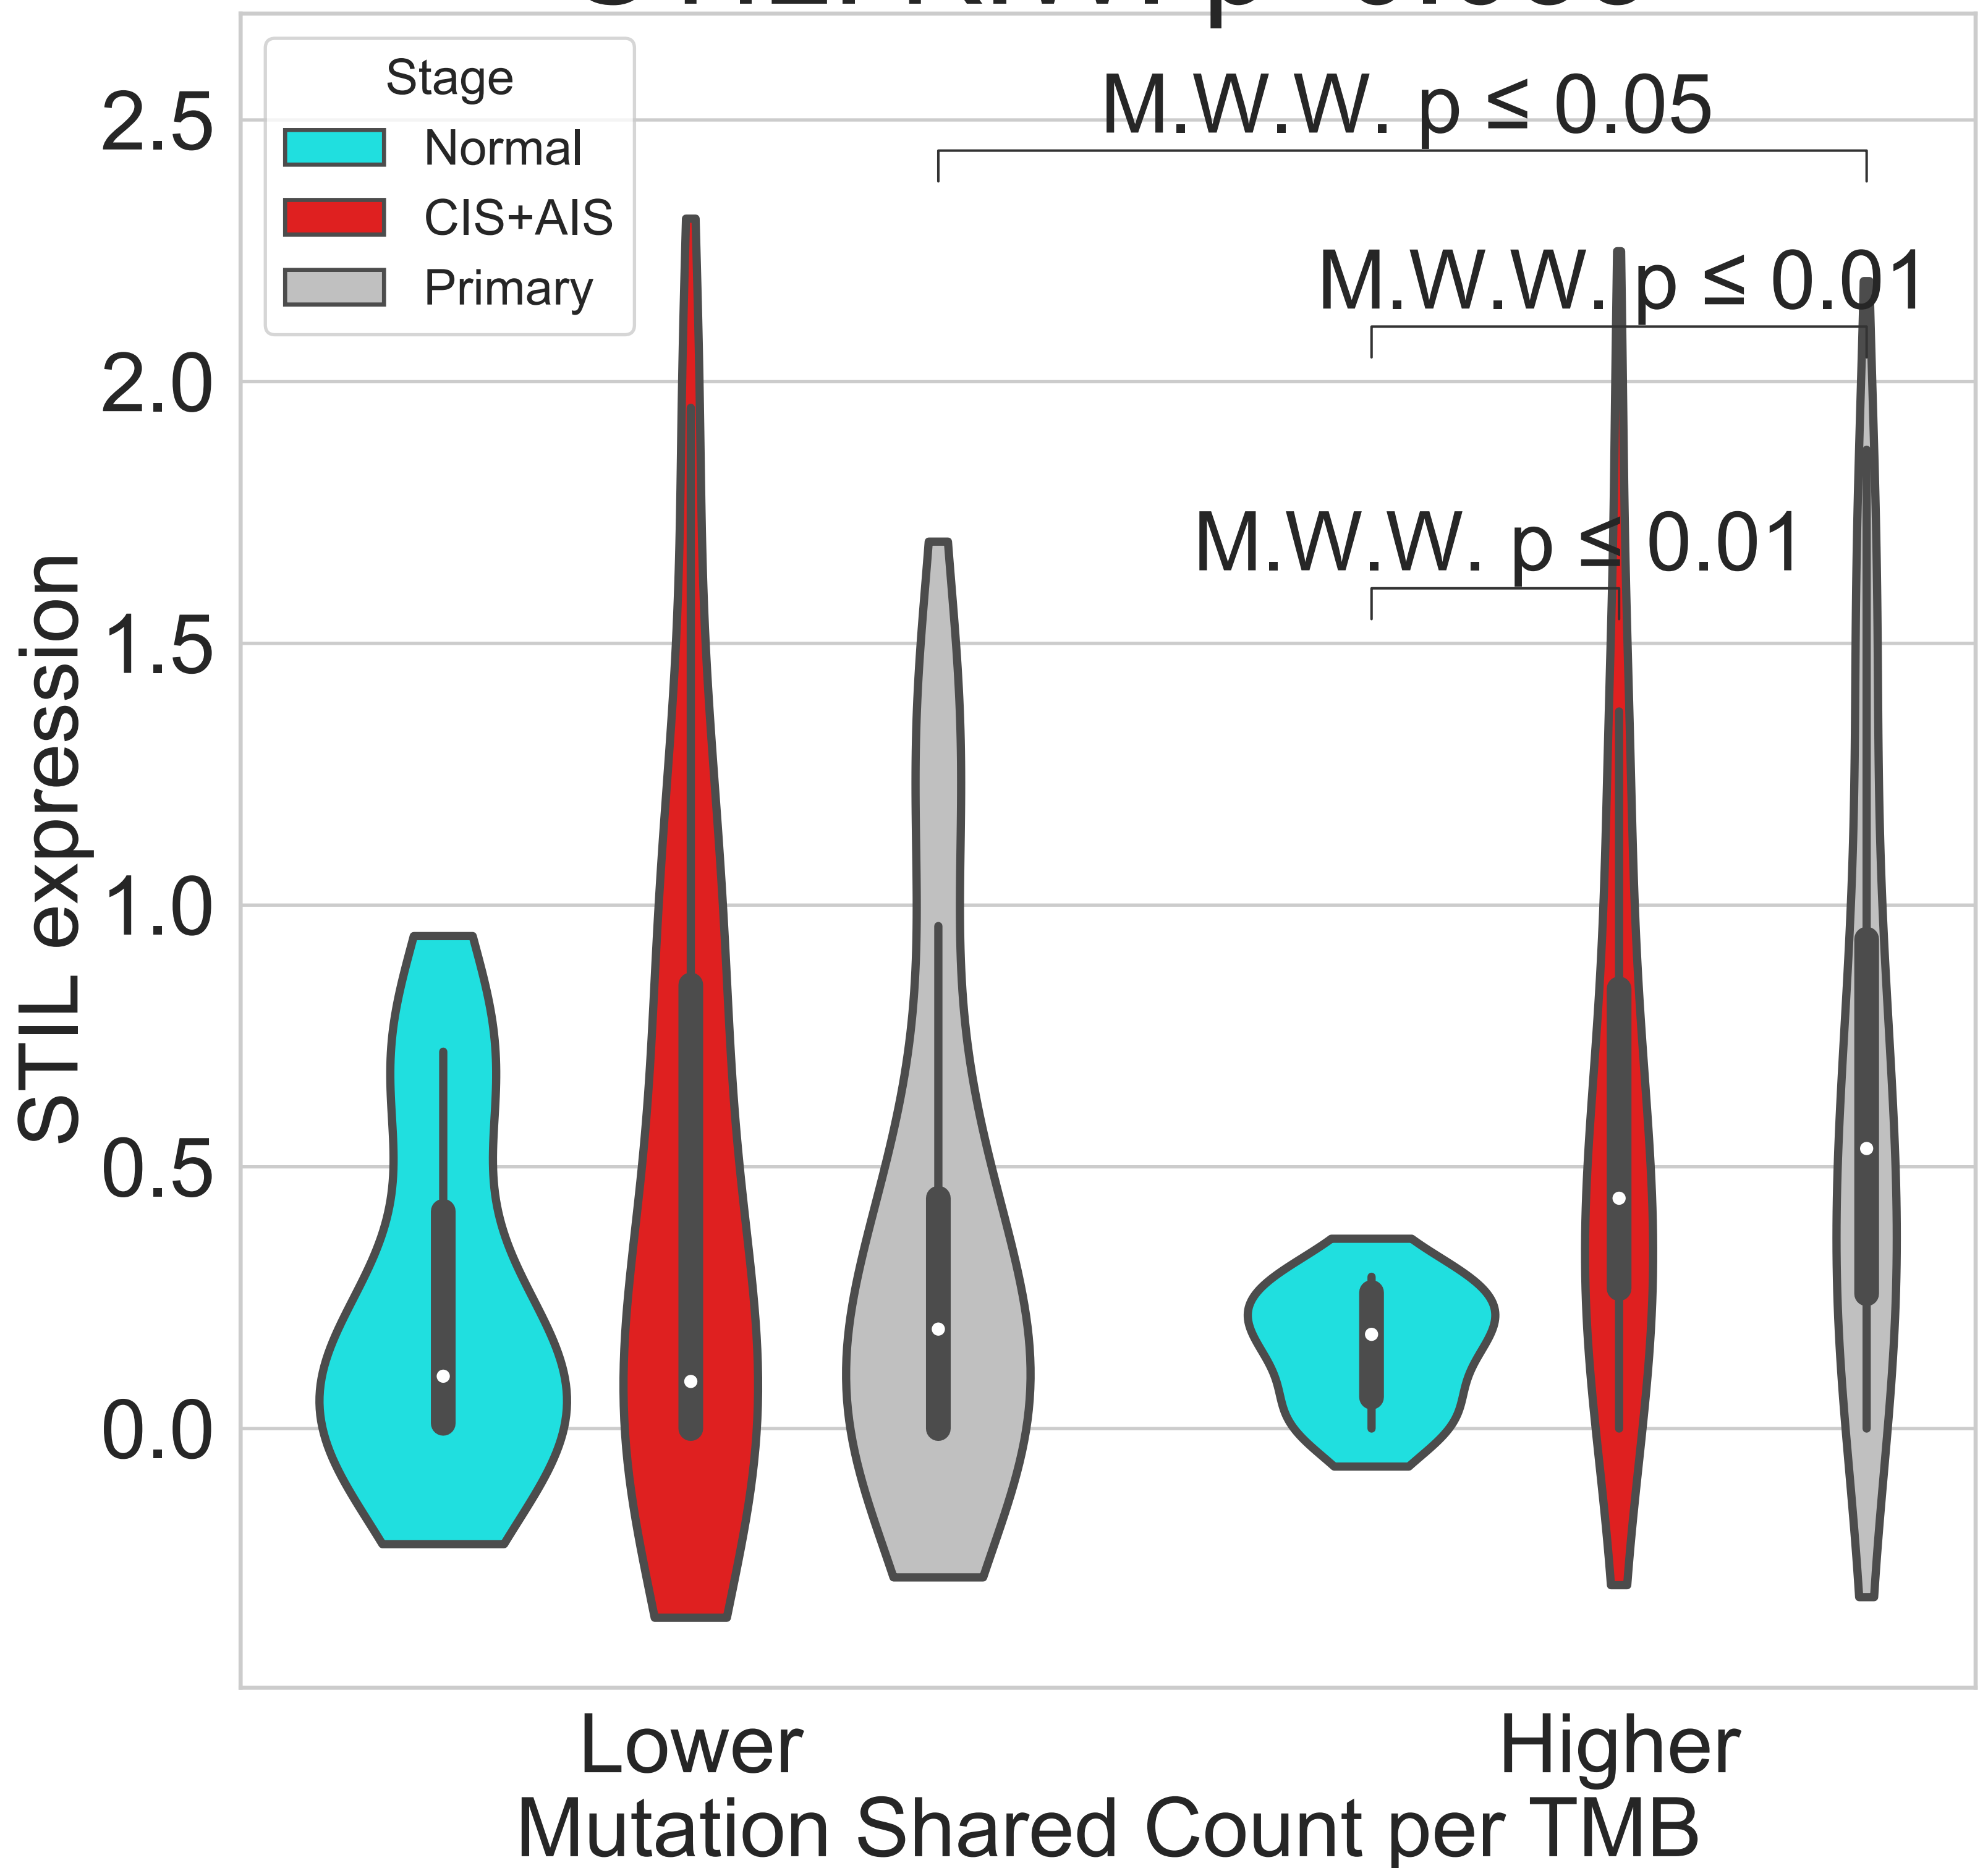 Stage
Normal
CIS+AIS
Primary
M.W.W. p ≤ 0.05
M.W.W. p ≤ 0.01
M.W.W. p ≤ 0.01
2.5
2.0
1.5
1.0
0.5
0.0
STIL expression
Lower
Higher
Mutation Shared Count per TMB